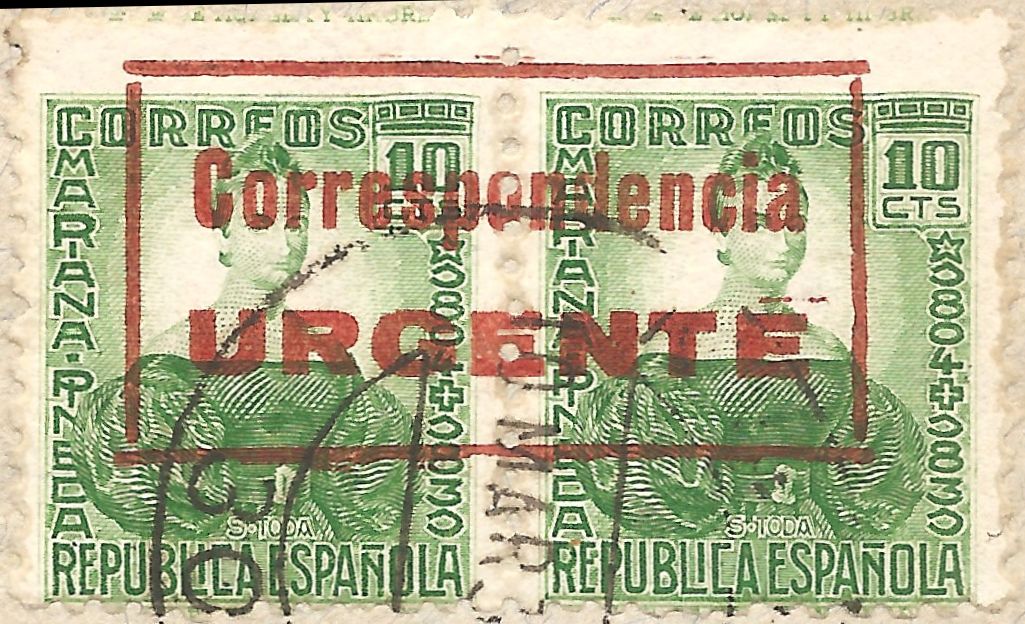 CORREOS
10
CTS
MARIANA·PINEDA
★1804✝1830
S·TODA
REPUBLICA ESPAÑOLA
CORREOS
10
CTS
MARIANA PINEDA
★1804✝1830
S·TODA
REPUBLICA ESPAÑOLA
Correspondencia
URGENTE
MAR